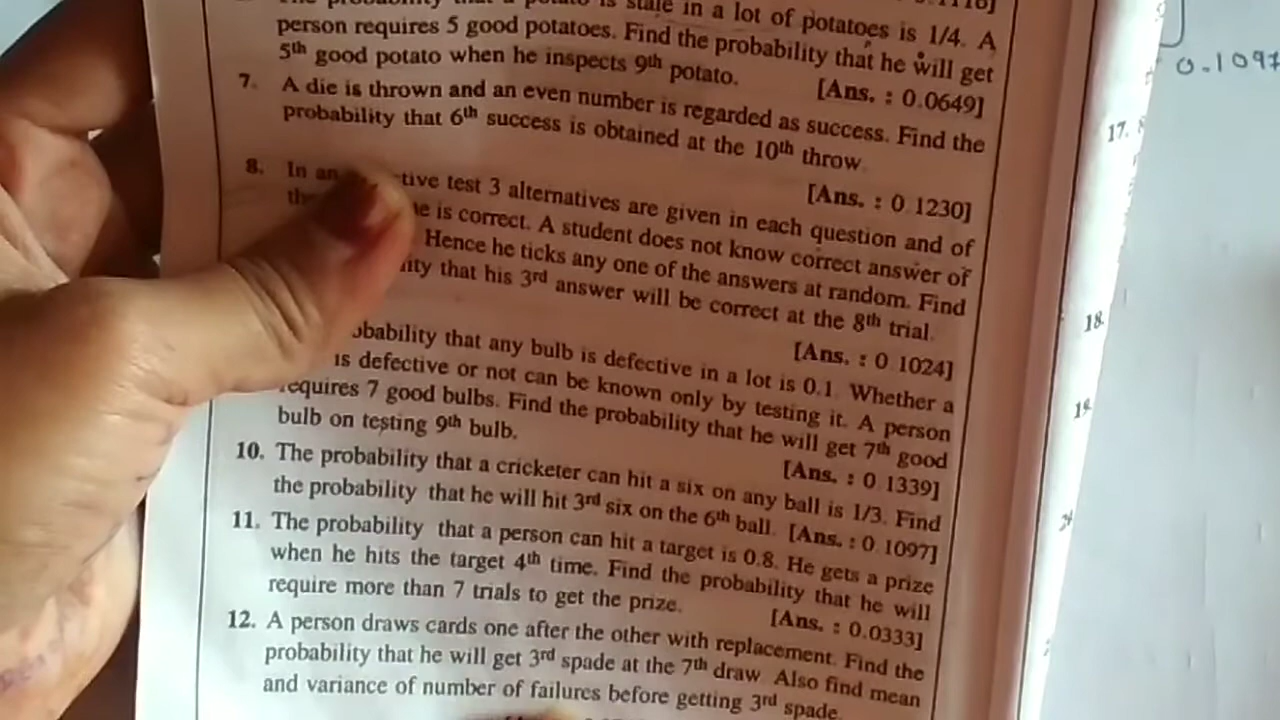 stale in a lot of potatoes is 1/4. A
person requires 5 good potatoes. Find the probability that he will get
5th good potato when he inspects 9th potato. [Ans. : 0.0649]
7. A die is thrown and an even number is regarded as success. Find the
probability that 6th success is obtained at the 10th throw.
[Ans. : 0.1230]
8. In an tive test 3 alternatives are given in each question and of
is correct. A student does not know correct answer of
Hence he ticks any one of the answers at random. Find
ity that his 3rd answer will be correct at the 8th trial.
[Ans. : 0.1024]
obability that any bulb is defective in a lot is 0.1. Whether a
is defective or not can be known only by testing it. A person
requires 7 good bulbs. Find the probability that he will get 7th good
bulb on testing 9th bulb. [Ans. : 0.1339]
10. The probability that a cricketer can hit a six on any ball is 1/3. Find
the probability that he will hit 3rd six on the 6th ball. [Ans. : 0.1097]
11. The probability that a person can hit a target is 0.8. He gets a prize
when he hits the target 4th time. Find the probability that he will
require more than 7 trials to get the prize. [Ans. : 0.0333]
12. A person draws cards one after the other with replacement. Find the
probability that he will get 3rd spade at the 7th draw. Also find mean
and variance of number of failures before getting 3rd spade.
0.1097
17.
18.
19.